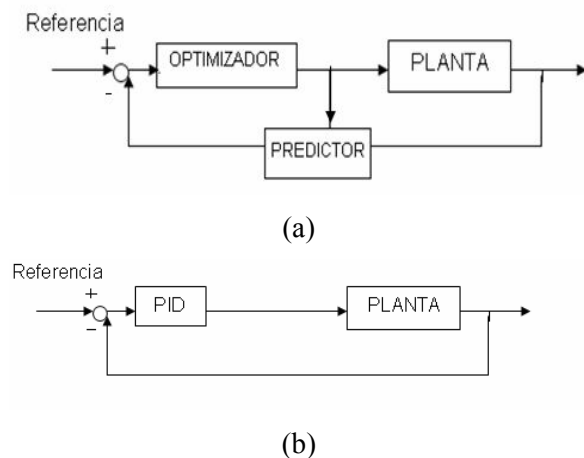 Referencia
+
-
OPTIMIZADOR
PLANTA
PREDICTOR
(a)
Referencia
+
-
PID
PLANTA
(b)